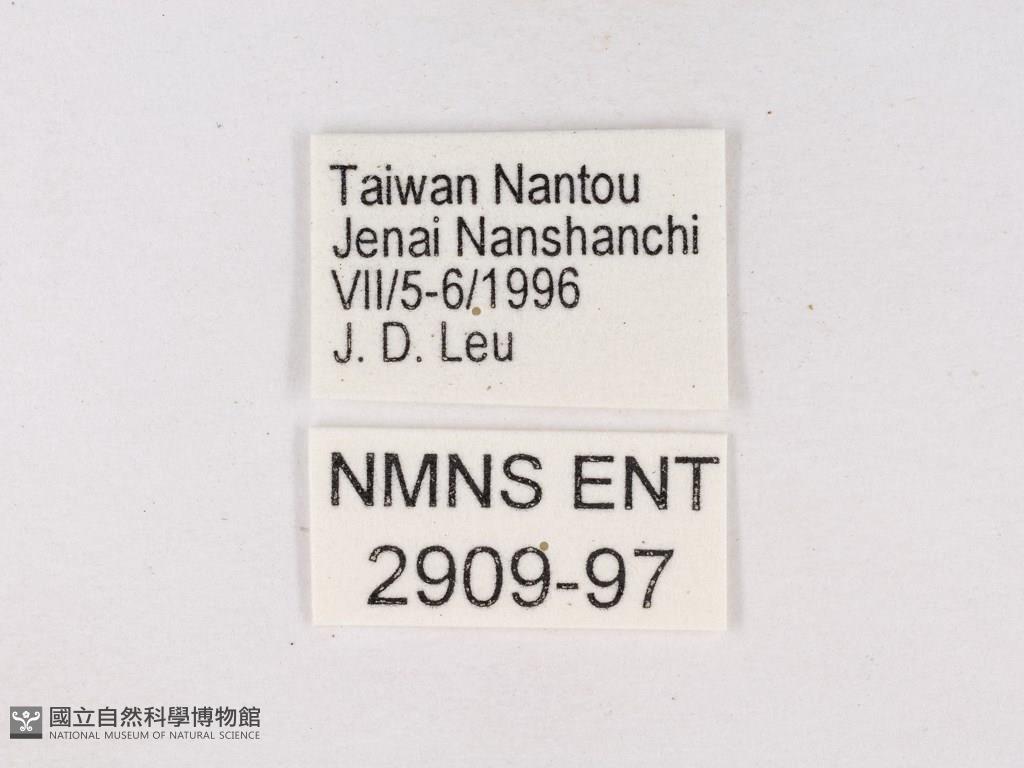 Taiwan Nantou
Jenai Nanshanchi
VII/5-6/1996
J. D. Leu
NMNS ENT
2909-97
國立自然科學博物館
NATIONAL MUSEUM OF NATURAL SCIENCE